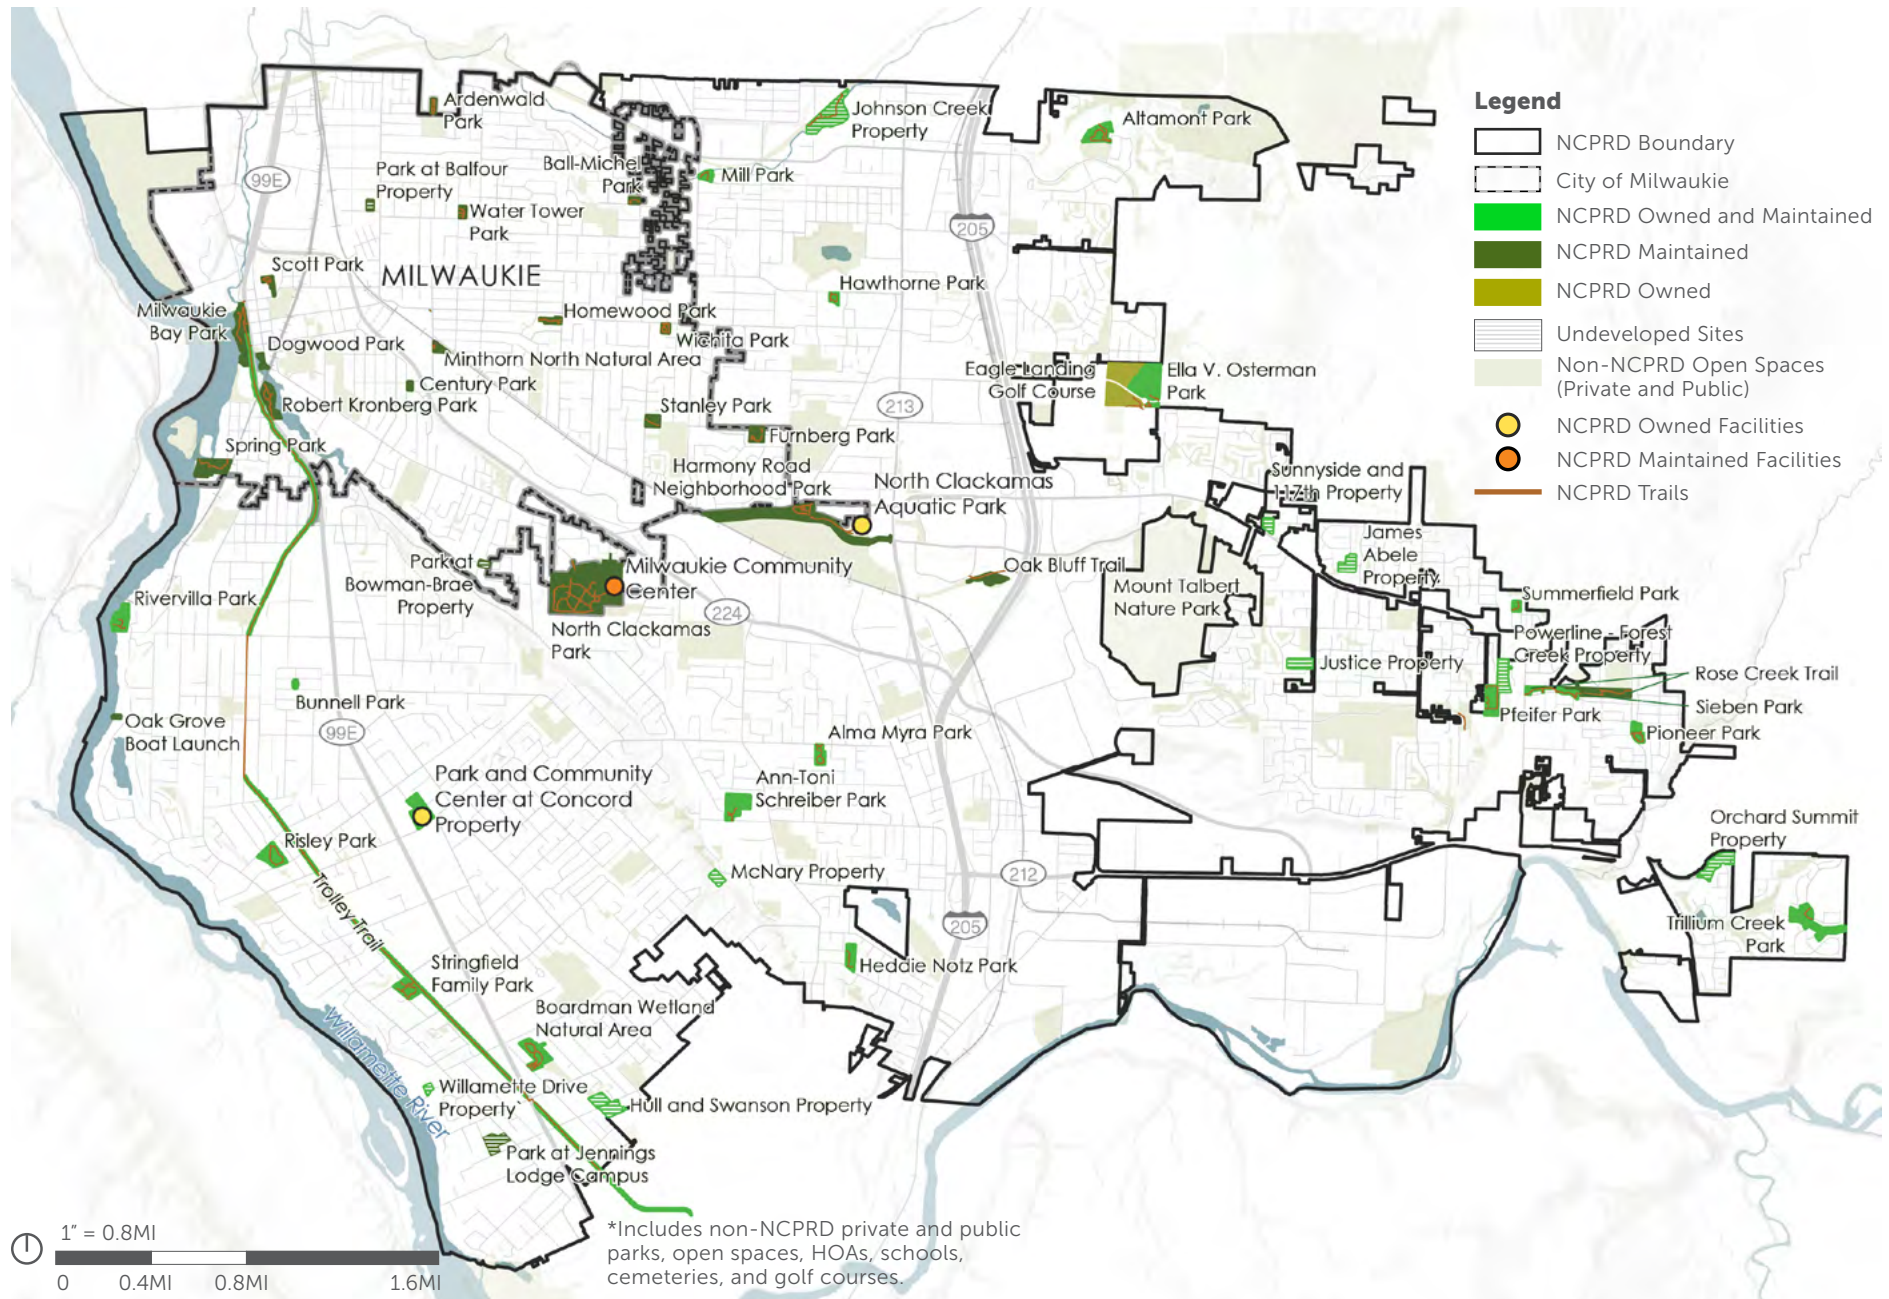 Ardenwald
Park
Johnson Creek
Property
Altamont Park
Legend
NCPRD Boundary
City of Milwaukie
NCPRD Owned and Maintained
NCPRD Maintained
NCPRD Owned
Undeveloped Sites
Non-NCPRD Open Spaces
(Private and Public)
NCPRD Owned Facilities
NCPRD Maintained Facilities
NCPRD Trails
99E
Park at Balfour
Property
Ball-Michel
Park
Mill Park
Water Tower
Park
205
Scott Park
MILWAUKIE
Hawthorne Park
Milwaukie
Bay Park
Homewood Park
Dogwood Park
Wichita Park
Minthorn North Natural Area
Century Park
Eagle Landing
Golf Course
Ella V. Osterman
Park
Robert Kronberg Park
Stanley Park
213
Furnberg Park
Spring Park
Harmony Road
Neighborhood Park
North Clackamas
Aquatic Park
Sunnyside and
117th Property
James
Abele
Property
Park at
Bowman-Brae
Property
Milwaukie Community
Center
Oak Bluff Trail
Mount Talbert
Nature Park
Rivervilla Park
224
Summerfield Park
North Clackamas
Park
Powerline - Forest
Creek Property
Justice Property
Rose Creek Trail
Bunnell Park
Sieben Park
Oak Grove
Boat Launch
99E
Pfeifer Park
Pioneer Park
Alma Myra Park
Park and Community
Center at Concord
Property
Ann-Toni
Schreiber Park
Risley Park
Orchard Summit
Property
McNary Property
212
Trolley Trail
205
Trillium Creek
Park
Heddie Notz Park
Stringfield
Family Park
Boardman Wetland
Natural Area
Willamette River
Willamette Drive
Property
Hull and Swanson Property
Park at Jennings
Lodge Campus
1" = 0.8MI
0 0.4MI 0.8MI 1.6MI
*Includes non-NCPRD private and public
parks, open spaces, HOAs, schools,
cemeteries, and golf courses.